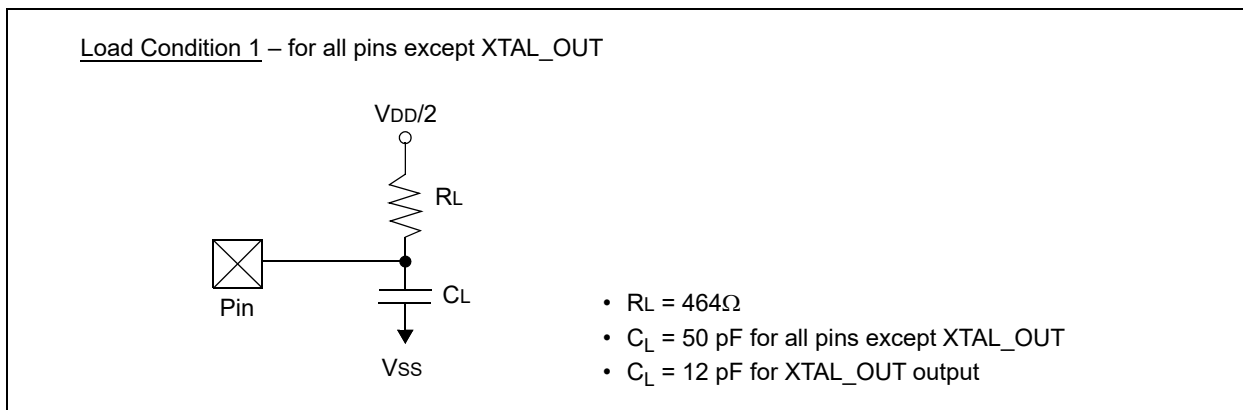 Load Condition 1 – for all pins except XTAL_OUT
VDD/2
RL
Pin
CL
VSS
• RL = 464Ω
• CL = 50 pF for all pins except XTAL_OUT
• CL = 12 pF for XTAL_OUT output